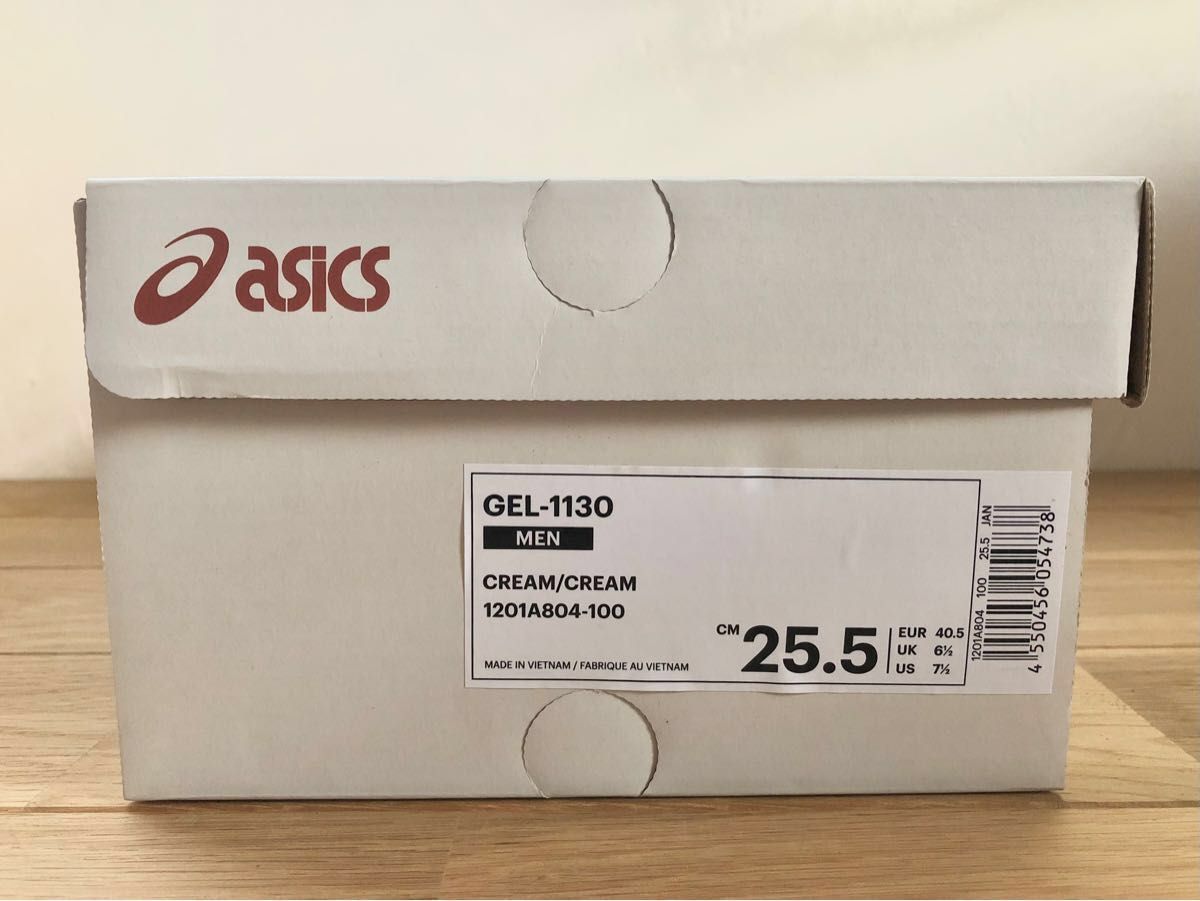 asics
GEL-1130
MEN
CREAM/CREAM
1201A804-100
MADE IN VIETNAM / FABRIQUE AU VIETNAM
CM 25.5
EUR 40.5
UK 6½
US 7½
1201A804 100 25.5 JAN
4 550456 054738